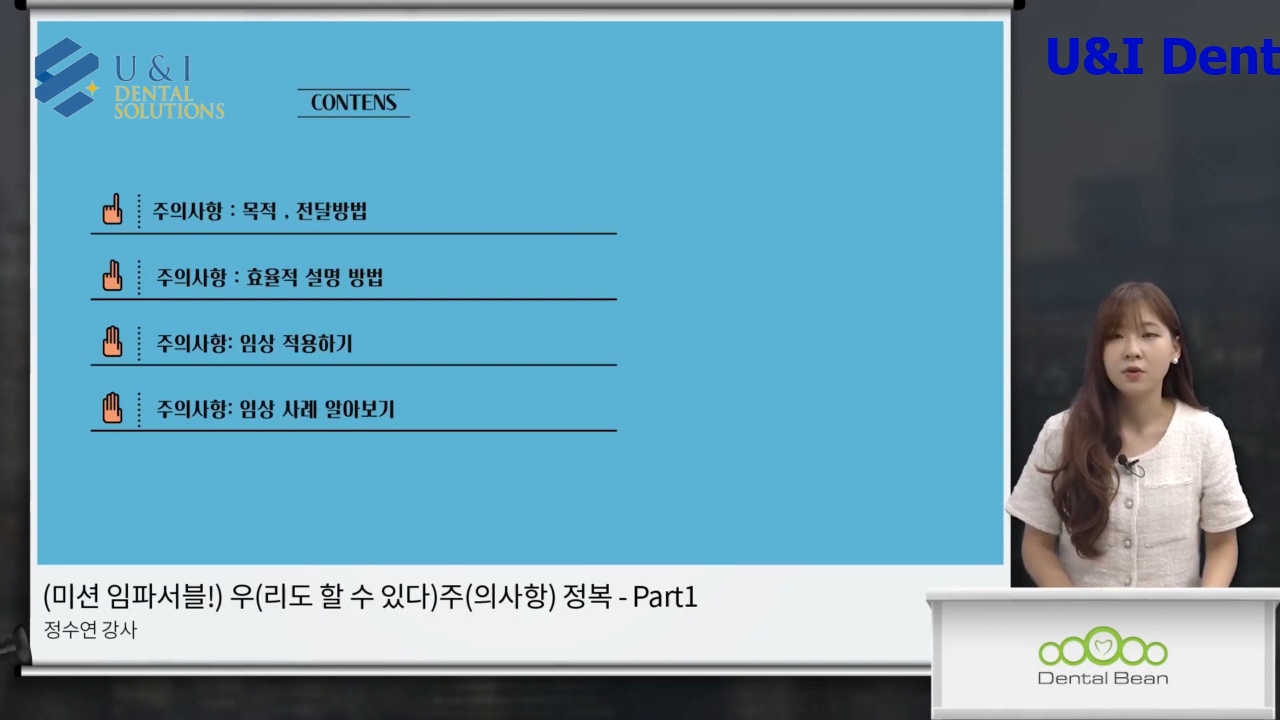 U & I
DENTAL
SOLUTIONS
CONTENS
주의사항 : 목적 . 전달방법
주의사항 : 효율적 설명 방법
주의사항: 임상 적용하기
주의사항: 임상 사례 알아보기
(미션 임파서블!) 우(리도 할 수 있다)주(의사항) 정복 - Part1
정수연 강사
U&I Dent
Dental Bean